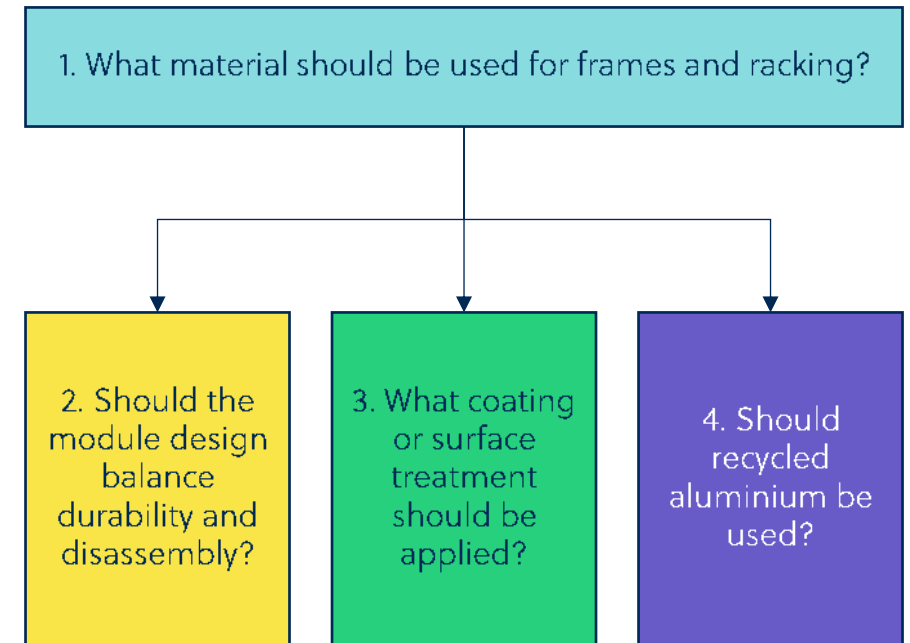 1. What material should be used for frames and racking?
2. Should the
module design
balance
durability and
disassembly?
3. What coating
or surface
treatment
should be
applied?
4. Should
recycled
aluminium be
used?